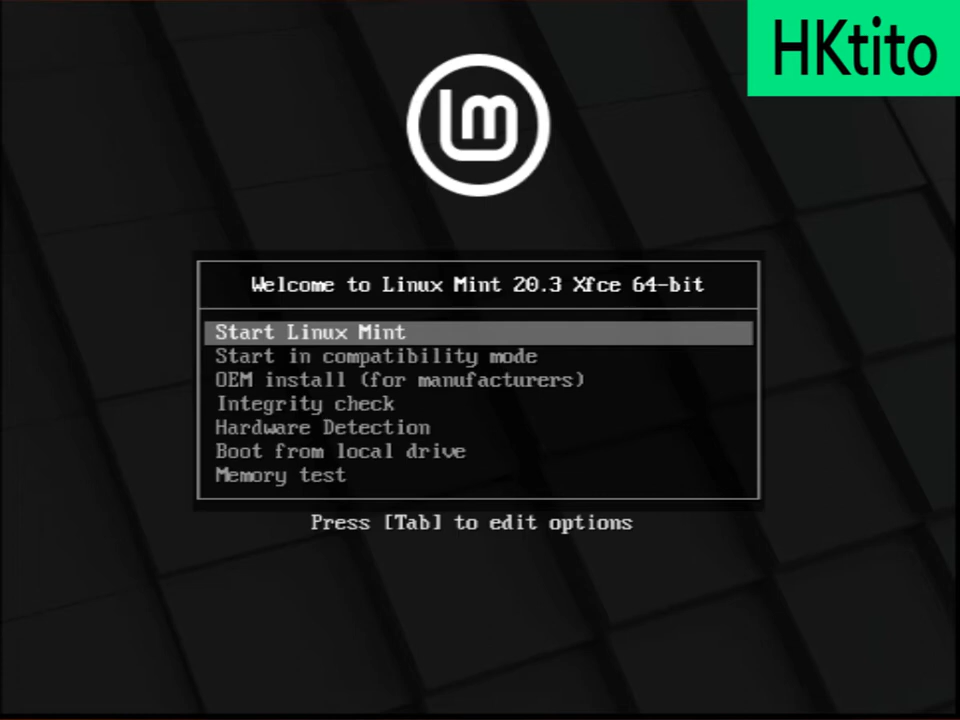 HKtito
lm
Welcome to Linux Mint 20.3 Xfce 64-bit
Start Linux Mint
Start in compatibility mode
OEM install (for manufacturers)
Integrity check
Hardware Detection
Boot from local drive
Memory test
Press [Tab] to edit options